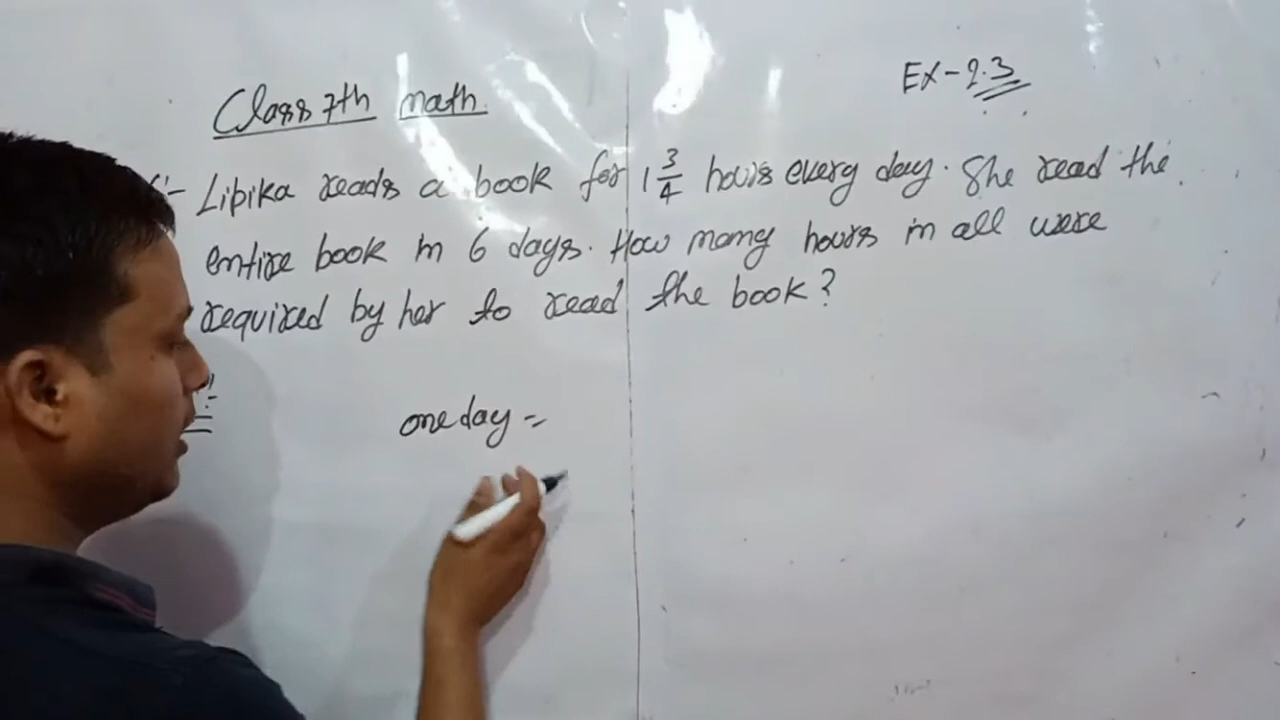 Class 7th math
Ex-2.3
Lipika reads a book for 1 3/4 hours every day. She read the
entire book in 6 days. How many hours in all were
required by her to read the book?
one day =